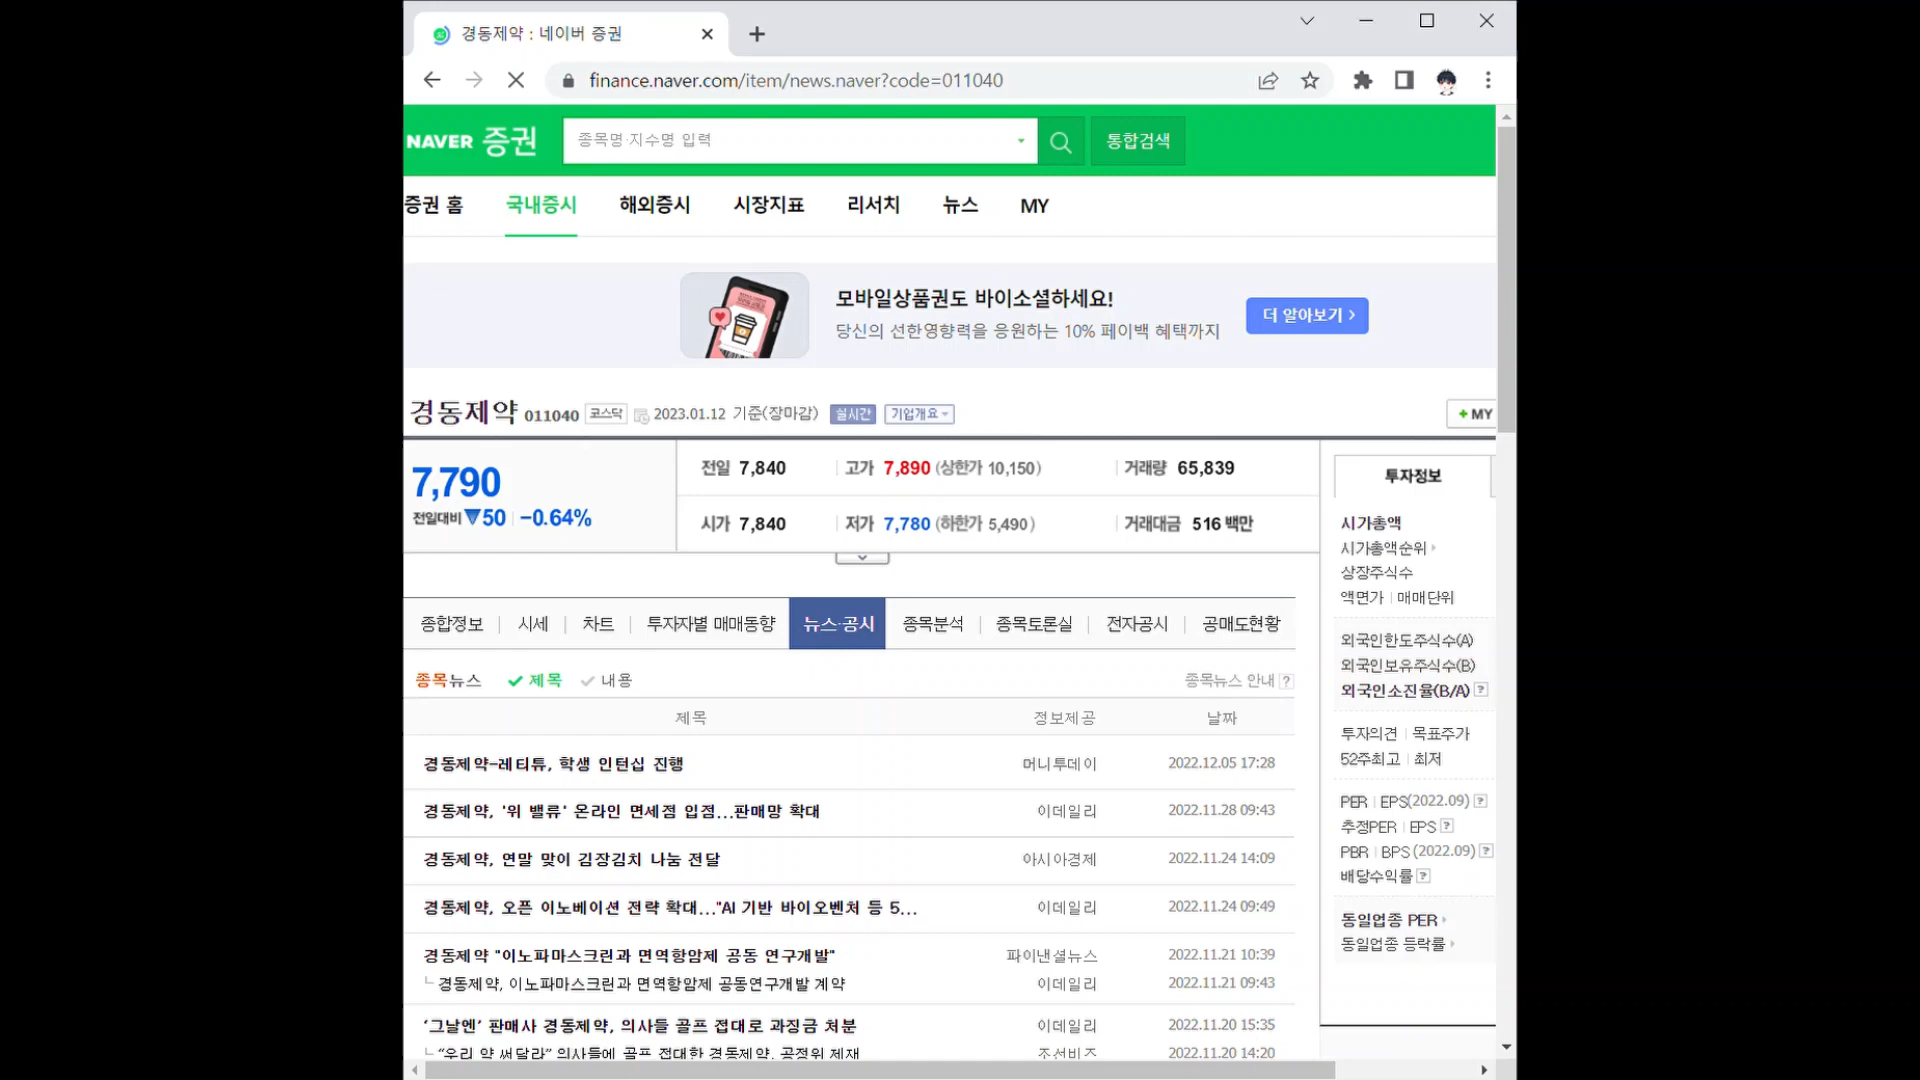 경동제약 : 네이버 증권
finance.naver.com/item/news.naver?code=011040
NAVER 증권
종목명·지수명 입력
통합검색
증권 홈 국내증시 해외증시 시장지표 리서치 뉴스 MY
모바일상품권도 바이소셜하세요!
당신의 선한영향력을 응원하는 10% 페이백 혜택까지
더 알아보기 >
경동제약 011040 코스닥 2023.01.12 기준(장마감) 실시간 기업개요
+ MY
7,790
전일대비 ▼50 -0.64%
전일 7,840 고가 7,890 (상한가 10,150) 거래량 65,839
시가 7,840 저가 7,780 (하한가 5,490) 거래대금 516 백만
종합정보 시세 차트 투자자별 매매동향 뉴스·공시 종목분석 종목토론실 전자공시 공매도현황
종목뉴스 제목 내용 종목뉴스 안내 ?
제목 정보제공 날짜
경동제약-레티튜, 학생 인턴십 진행 머니투데이 2022.12.05 17:28
경동제약, '위 밸류' 온라인 면세점 입점...판매망 확대 이데일리 2022.11.28 09:43
경동제약, 연말 맞이 김장김치 나눔 전달 아시아경제 2022.11.24 14:09
경동제약, 오픈 이노베이션 전략 확대..."AI 기반 바이오벤처 등 5... 이데일리 2022.11.24 09:49
경동제약 "이노파마스크린과 면역항암제 공동 연구개발" 파이낸셜뉴스 2022.11.21 10:39
└ 경동제약, 이노파마스크린과 면역항암제 공동연구개발 계약 이데일리 2022.11.21 09:43
‘그날엔’ 판매사 경동제약, 의사들 골프 접대로 과징금 처분 이데일리 2022.11.20 15:35
└ “우리 약 써달라” 의사들에 골프 접대한 경동제약, 공정위 제재 조선비즈 2022.11.20 14:20
투자정보
시가총액
시가총액순위
상장주식수
액면가 매매단위
외국인한도주식수(A)
외국인보유주식수(B)
외국인소진율(B/A) ?
투자의견 목표주가
52주최고 최저
PER EPS(2022.09) ?
추정PER EPS ?
PBR BPS (2022.09) ?
배당수익률 ?
동일업종 PER
동일업종 등락률